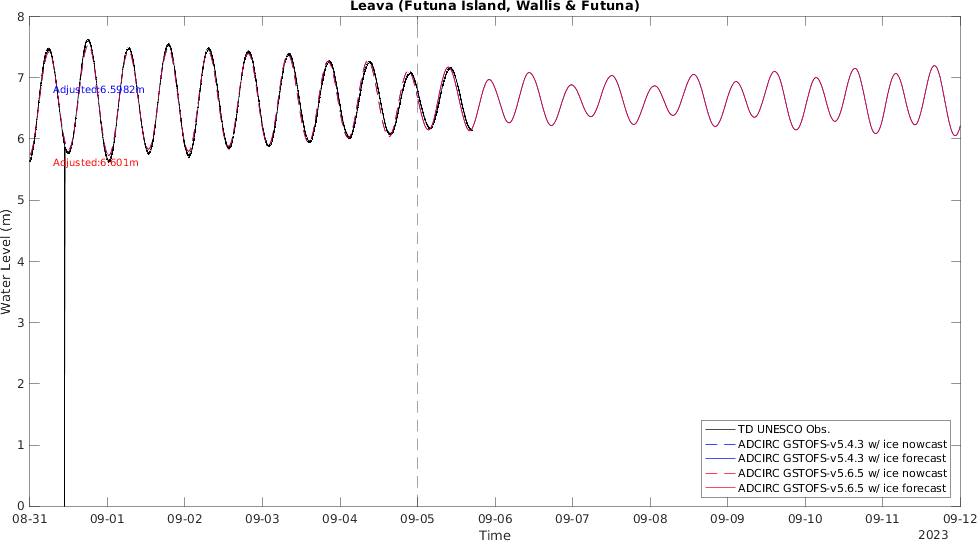 Leava (Futuna Island, Wallis & Futuna)
8
7
6
5
4
3
2
1
0
Water Level (m)
Adjusted:6.5982m
Adjusted:6.601m
TD UNESCO Obs.
ADCIRC GSTOFS-v5.4.3 w/ ice nowcast
ADCIRC GSTOFS-v5.4.3 w/ ice forecast
ADCIRC GSTOFS-v5.6.5 w/ ice nowcast
ADCIRC GSTOFS-v5.6.5 w/ ice forecast
08-31 09-01 09-02 09-03 09-04 09-05 09-06 09-07 09-08 09-09 09-10 09-11 09-12
Time
2023